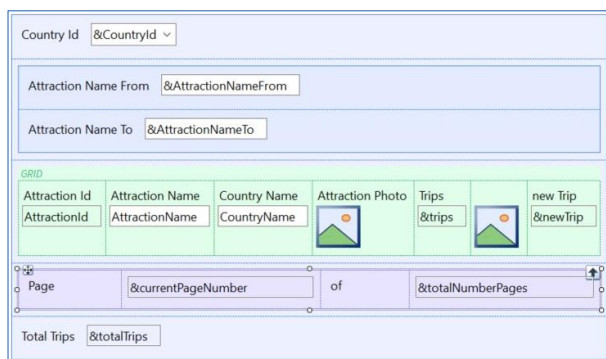 Country Id &CountryId
Attraction Name From &AttractionNameFrom
Attraction Name To &AttractionNameTo
GRID
Attraction Id Attraction Name Country Name Attraction Photo Trips new Trip
AttractionId AttractionName CountryName &trips &newTrip
Page &currentPageNumber of &totalNumberPages
Total Trips &totalTrips